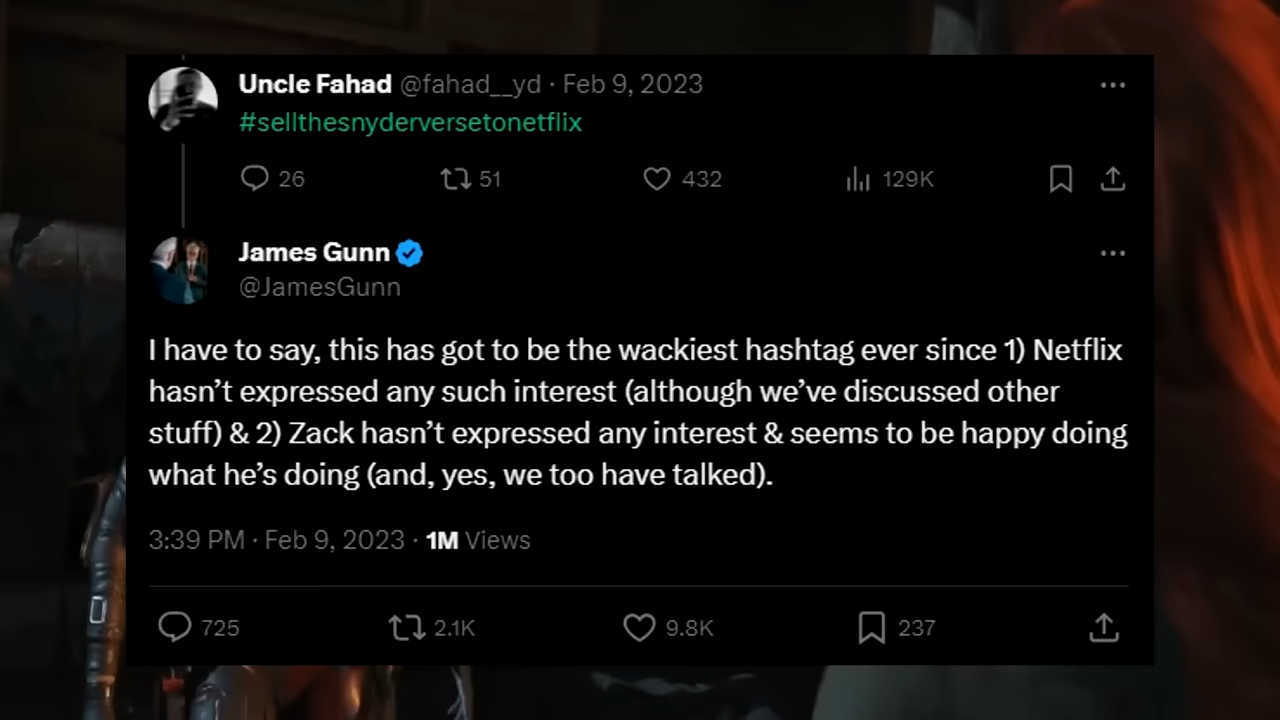 Uncle Fahad @fahad__yd · Feb 9, 2023
#sellthesnyderversetonetflix
26 51 432 129K
James Gunn
@JamesGunn
I have to say, this has got to be the wackiest hashtag ever since 1) Netflix
hasn’t expressed any such interest (although we’ve discussed other
stuff) & 2) Zack hasn’t expressed any interest & seems to be happy doing
what he’s doing (and, yes, we too have talked).
3:39 PM · Feb 9, 2023 · 1M Views
725 2.1K 9.8K 237